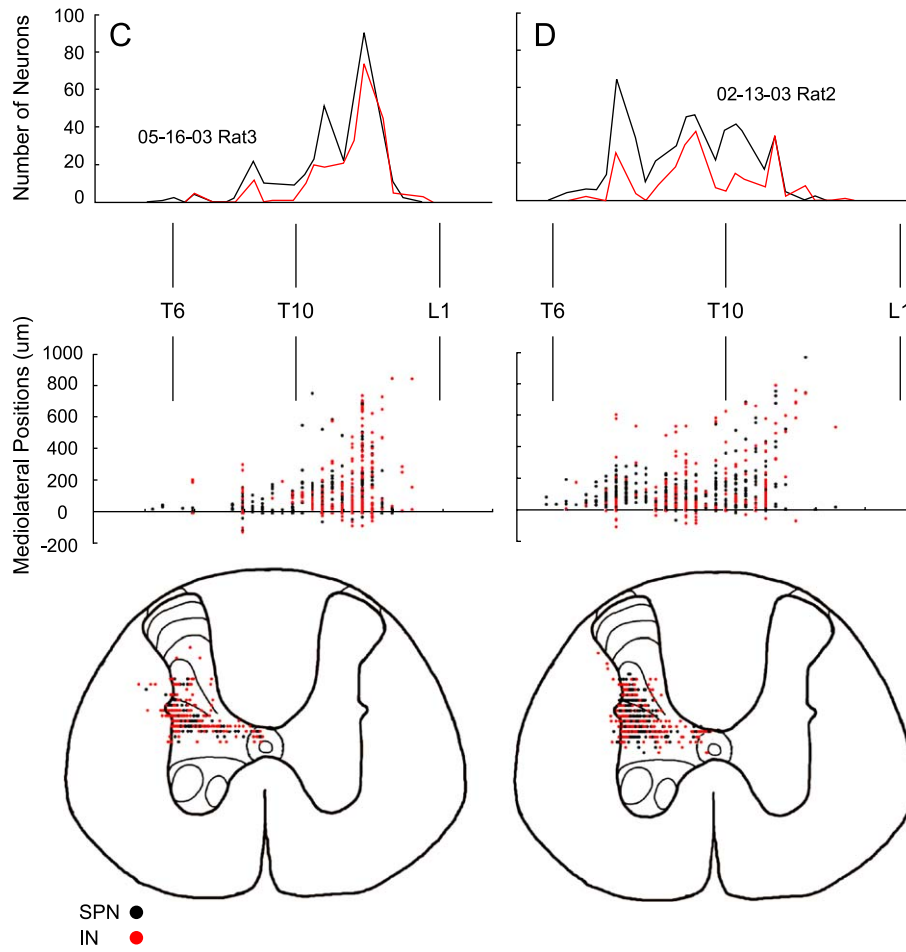 C
D
Number of Neurons
100
80
60
40
20
0
05-16-03 Rat3
02-13-03 Rat2
T6
T10
L1
T6
T10
L1
Mediolateral Positions (um)
1000
800
600
400
200
0
-200
SPN
IN